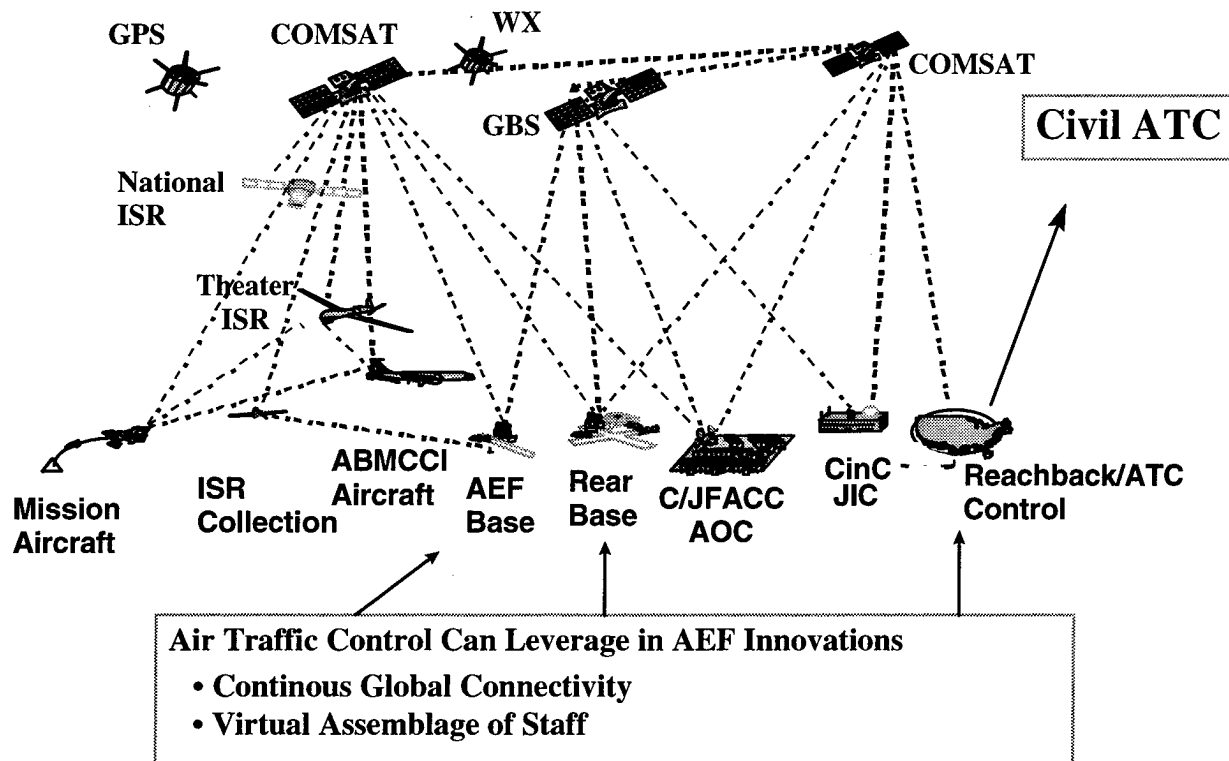 GPS
COMSAT
WX
COMSAT
GBS
Civil ATC
National
ISR
Theater
ISR
Mission
Aircraft
ISR
Collection
ABMCCI
Aircraft
AEF
Base
Rear
Base
C/JFACC
AOC
CinC
JIC
Reachback/ATC
Control
Air Traffic Control Can Leverage in AEF Innovations
• Continous Global Connectivity
• Virtual Assemblage of Staff